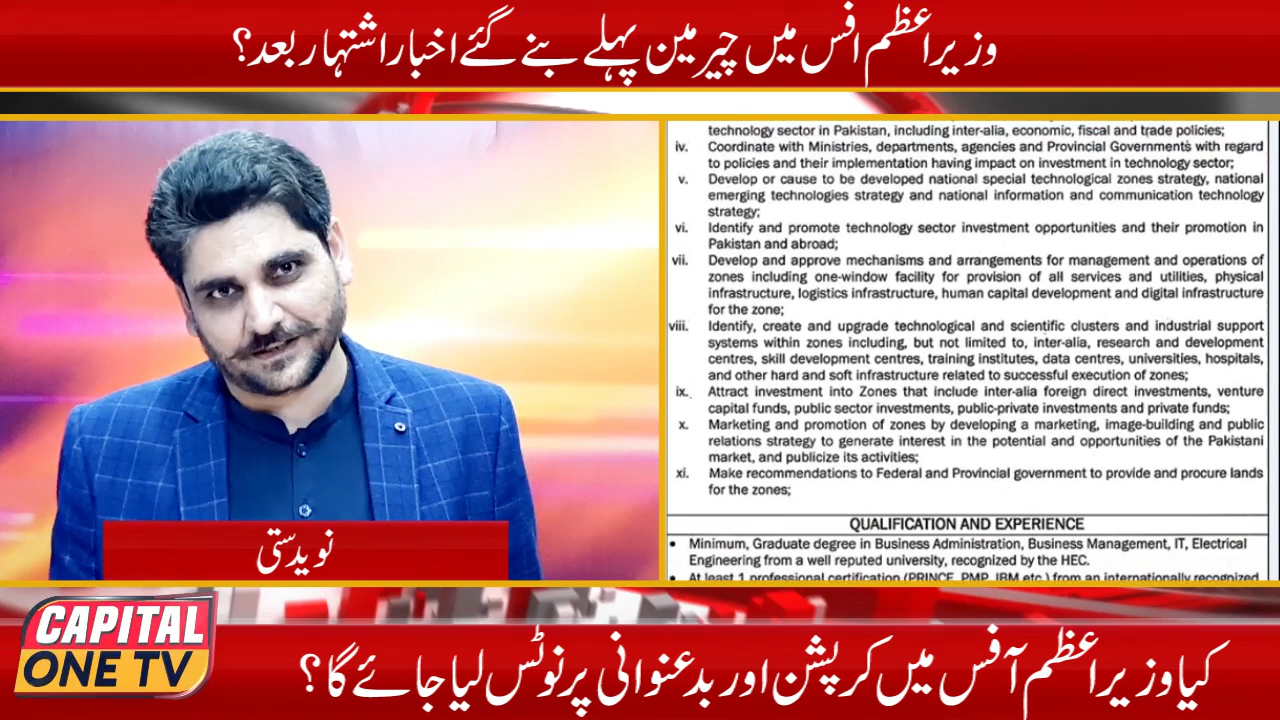 وزیراعظم افس میں چیرمین پہلے بنے گئے اخبار اشتہار بعد؟
technology sector in Pakistan, including inter-alia, economic, fiscal and trade policies;
iv. Coordinate with Ministries, departments, agencies and Provincial Governments with regard
to policies and their implementation having impact on investment in technology sector;
v. Develop or cause to be developed national special technological zones strategy, national
emerging technologies strategy and national information and communication technology
strategy;
vi. Identify and promote technology sector investment opportunities and their promotion in
Pakistan and abroad;
vii. Develop and approve mechanisms and arrangements for management and operations of
zones including one-window facility for provision of all services and utilities, physical
infrastructure, logistics infrastructure, human capital development and digital infrastructure
for the zone;
viii. Identify, create and upgrade technological and scientific clusters and industrial support
systems within zones including, but not limited to, inter-alia, research and development
centres, skill development centres, training institutes, data centres, universities, hospitals,
and other hard and soft infrastructure related to successful execution of zones;
ix. Attract investment into Zones that include inter-alia foreign direct investments, venture
capital funds, public sector investments, public-private investments and private funds;
x. Marketing and promotion of zones by developing a marketing, image-building and public
relations strategy to generate interest in the potential and opportunities of the Pakistani
market, and publicize its activities;
xi. Make recommendations to Federal and Provincial government to provide and procure lands
for the zones;
QUALIFICATION AND EXPERIENCE
• Minimum, Graduate degree in Business Administration, Business Management, IT, Electrical
Engineering from a well reputed university, recognized by the HEC.
• At least 1 professional certification (PRINCE, PMP, IBM etc.) from an internationally recognized
نوید ستی
CAPITAL
ONE TV
کیا وزیراعظم آفس میں کرپشن اور بدعنوانی پر نوٹس لیا جائے گا؟